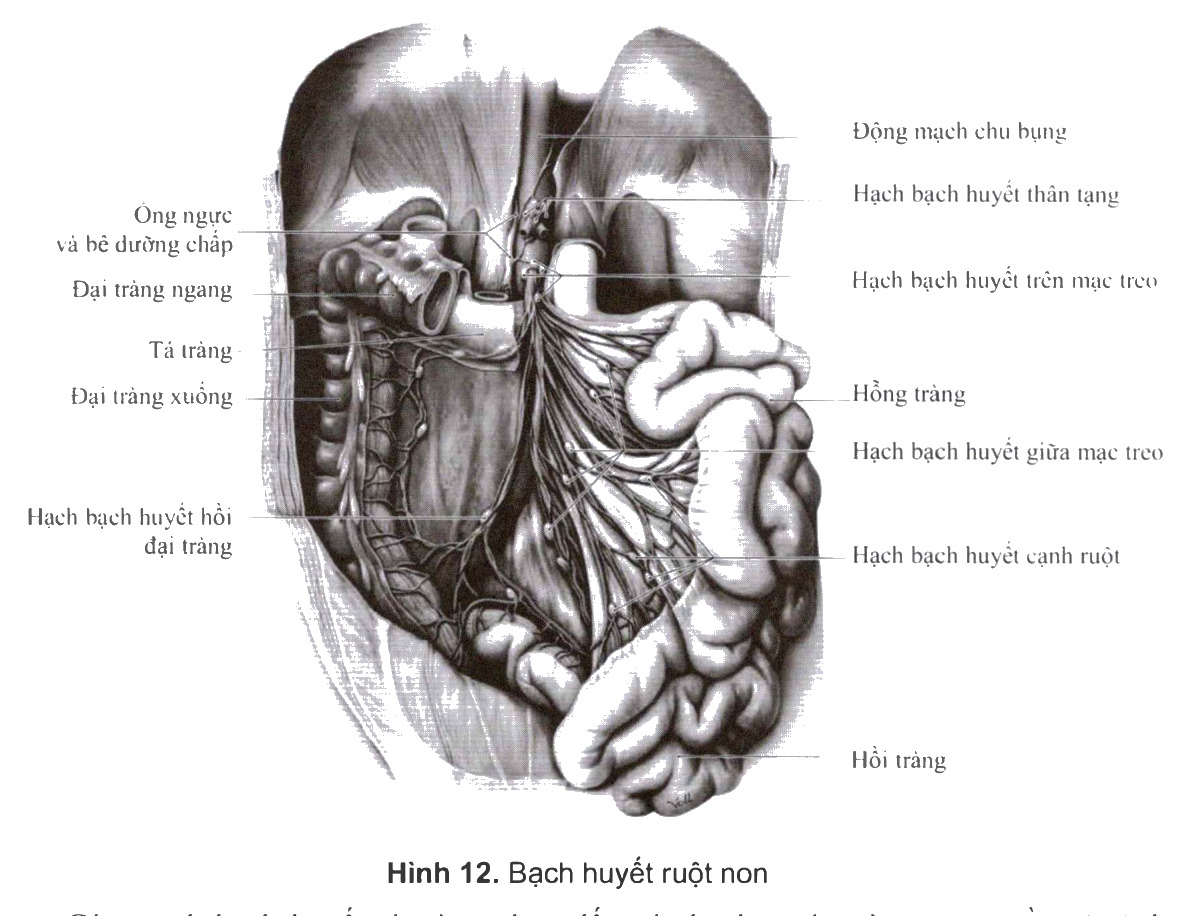 Động mạch chu bụng
Hạch bạch huyết thân tạng
Ống ngực
và bê dưỡng chấp
Hạch bạch huyết trên mạc treo
Đại tràng ngang
Tá tràng
Đại tràng xuống
Hỗng tràng
Hạch bạch huyết giữa mạc treo
Hạch bạch huyết hồi
đại tràng
Hạch bạch huyết cạnh ruột
Hồi tràng
Hình 12. Bạch huyết ruột non